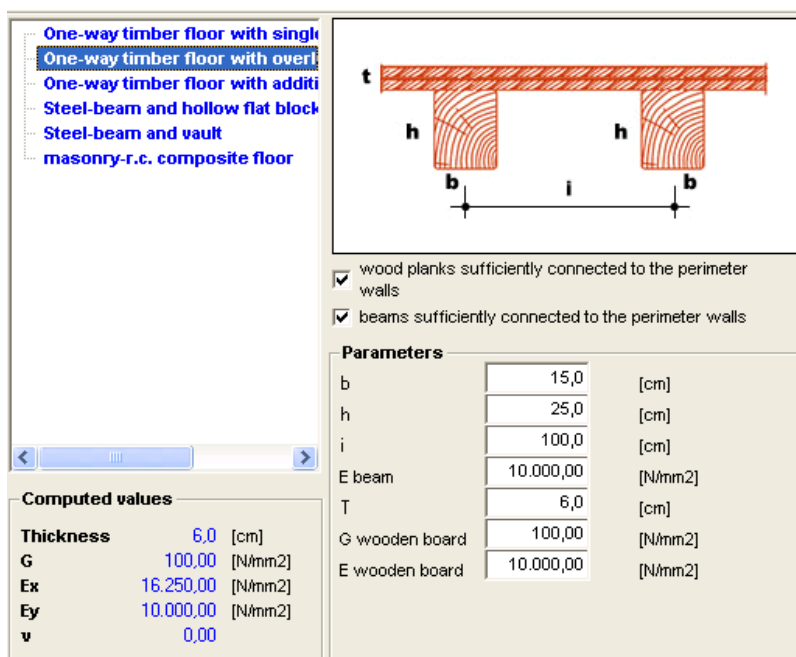 One-way timber floor with singl
One-way timber floor with overl
One-way timber floor with additi
Steel-beam and hollow flat block
Steel-beam and vault
masonry-r.c. composite floor
t
h
h
b
i
b
wood planks sufficiently connected to the perimeter
walls
beams sufficiently connected to the perimeter walls
Parameters
b 15,0 [cm]
h 25,0 [cm]
i 100,0 [cm]
E beam 10.000,00 [N/mm2]
T 6,0 [cm]
G wooden board 100,00 [N/mm2]
E wooden board 10.000,00 [N/mm2]
Computed values
Thickness 6,0 [cm]
G 100,00 [N/mm2]
Ex 16.250,00 [N/mm2]
Ey 10.000,00 [N/mm2]
υ 0,00